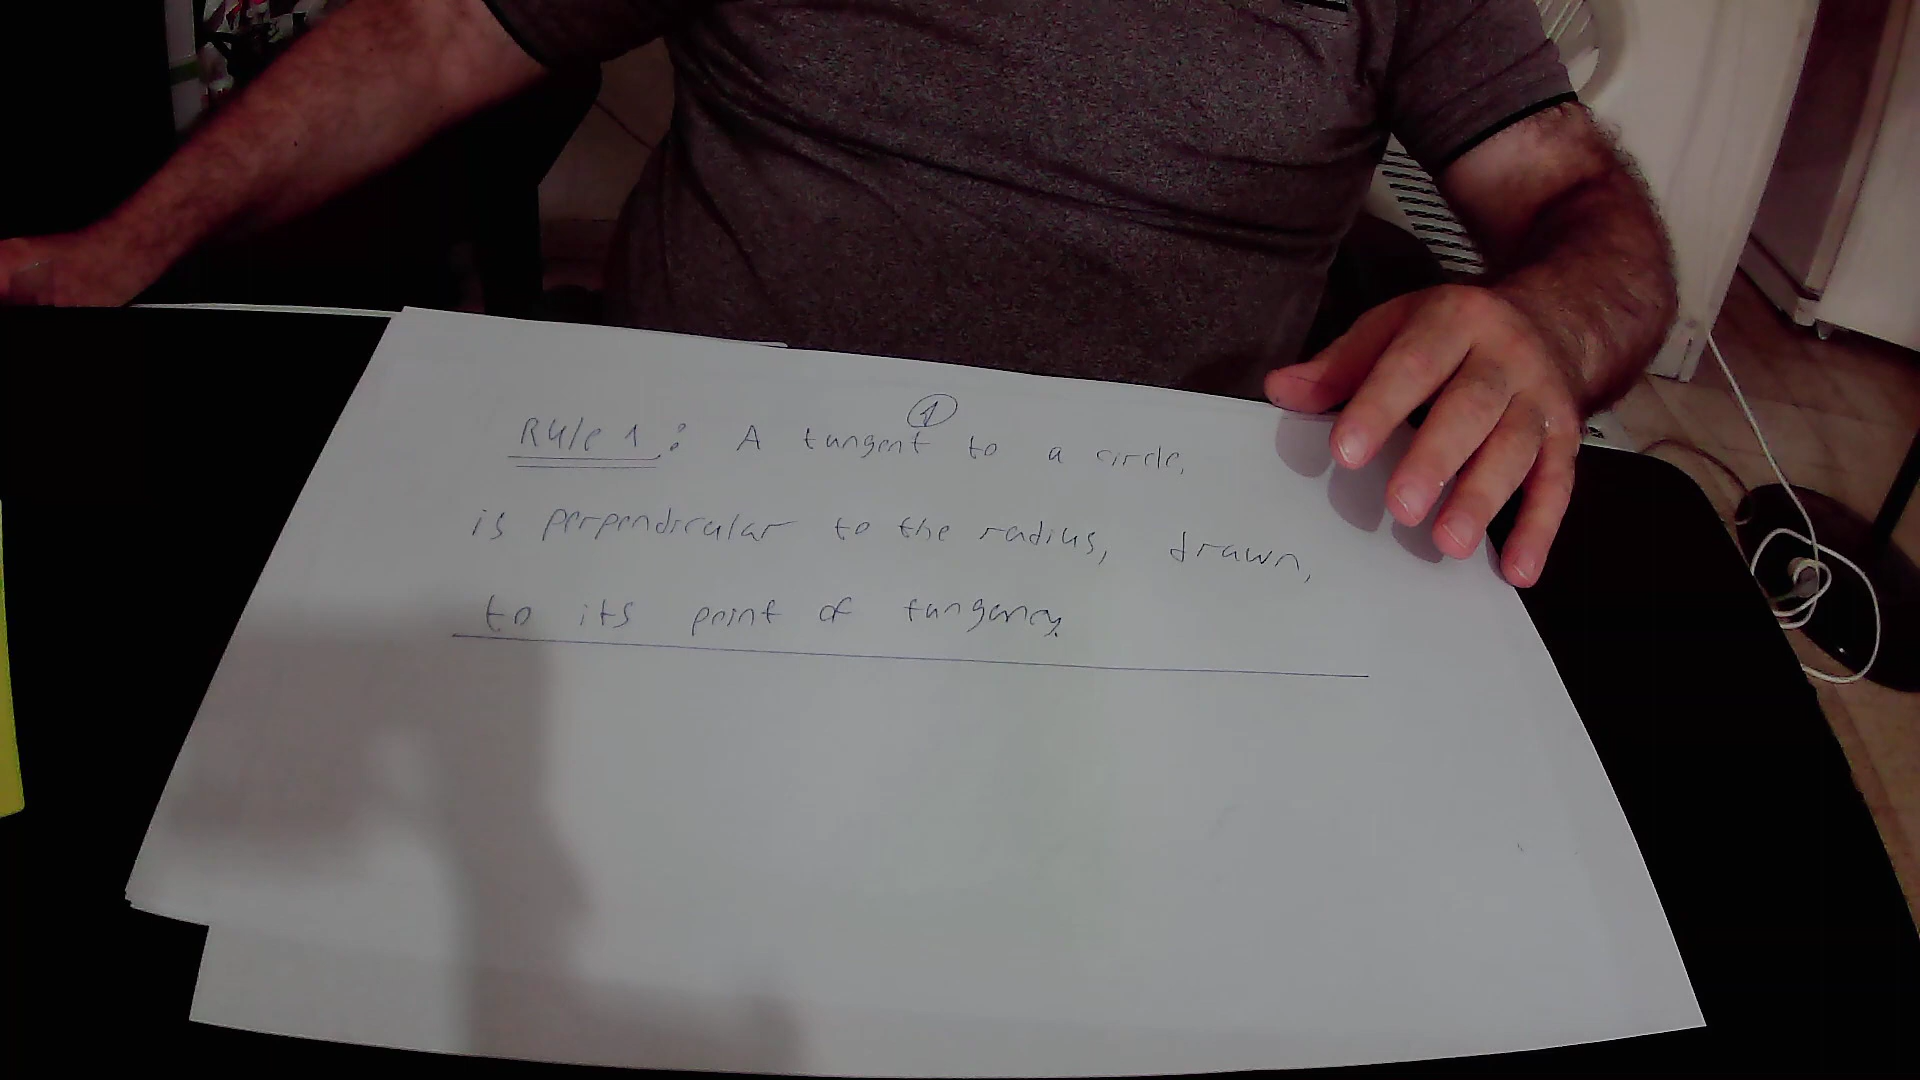 1
Rule 1: A tangent to a circle,
is perpendicular to the radius, drawn,
to its point of tangency.